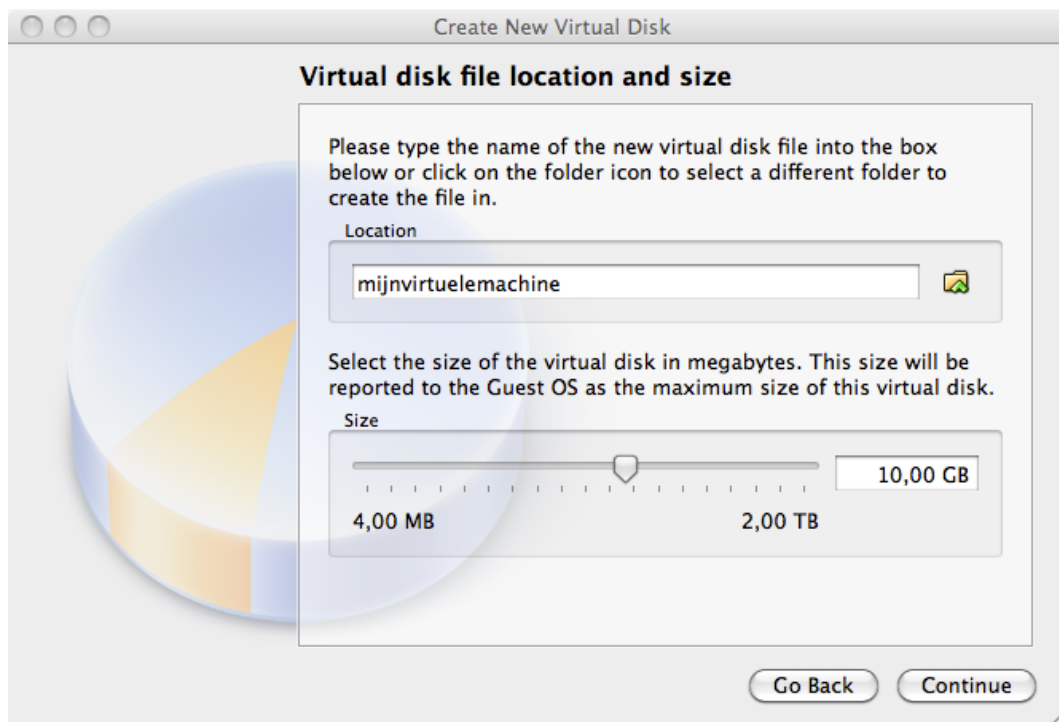 Create New Virtual Disk
Virtual disk file location and size
Please type the name of the new virtual disk file into the box
below or click on the folder icon to select a different folder to
create the file in.
Location
mijnvirtuelemachine
Select the size of the virtual disk in megabytes. This size will be
reported to the Guest OS as the maximum size of this virtual disk.
Size
10,00 GB
4,00 MB 2,00 TB
Go Back Continue